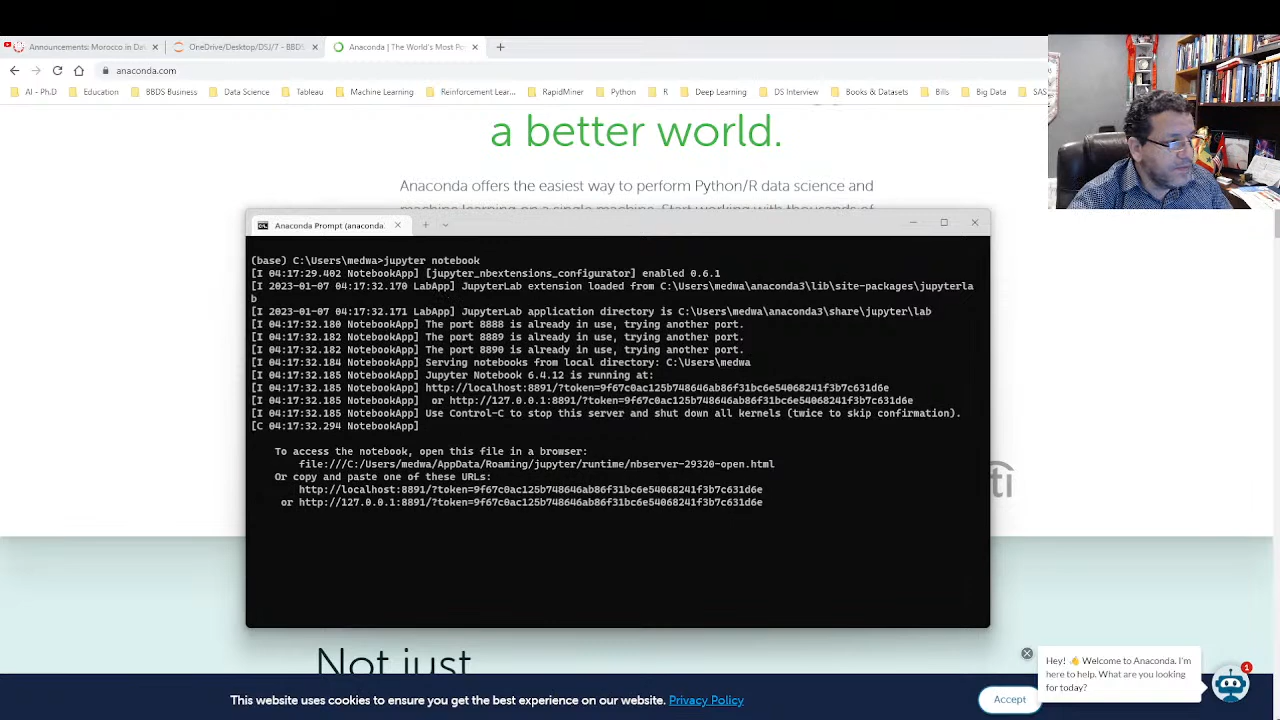 Announcements: Morocco in Da
OneDrive/Desktop/DSJ/7 - BBDS
Anaconda | The World's Most Po
anaconda.com
AI - Ph.D
Education
BBDS Business
Data Science
Tableau
Machine Learning
Reinforcement Lear...
RapidMiner
Python
R
Deep Learning
DS Interview
Books & Datasets
Bills
Big Data
SAS
a better world.
Anaconda offers the easiest way to perform Python/R data science and
machine learning on a single machine. Start working with thousands of
Anaconda Prompt (anaconda:
(base) C:\Users\medwa>jupyter notebook
[I 04:17:29.402 NotebookApp] [jupyter_nbextensions_configurator] enabled 0.6.1
[I 2023-01-07 04:17:32.170 LabApp] JupyterLab extension loaded from C:\Users\medwa\anaconda3\lib\site-packages\jupyterla
b
[I 2023-01-07 04:17:32.171 LabApp] JupyterLab application directory is C:\Users\medwa\anaconda3\share\jupyter\lab
[I 04:17:32.180 NotebookApp] The port 8888 is already in use, trying another port.
[I 04:17:32.182 NotebookApp] The port 8889 is already in use, trying another port.
[I 04:17:32.182 NotebookApp] The port 8890 is already in use, trying another port.
[I 04:17:32.184 NotebookApp] Serving notebooks from local directory: C:\Users\medwa
[I 04:17:32.185 NotebookApp] Jupyter Notebook 6.4.12 is running at:
[I 04:17:32.185 NotebookApp] http://localhost:8891/?token=9f67c0ac125b748646ab86f31bc6e54068241f3b7c631d6e
[I 04:17:32.185 NotebookApp]  or http://127.0.0.1:8891/?token=9f67c0ac125b748646ab86f31bc6e54068241f3b7c631d6e
[I 04:17:32.185 NotebookApp] Use Control-C to stop this server and shut down all kernels (twice to skip confirmation).
[C 04:17:32.294 NotebookApp]
To access the notebook, open this file in a browser:
file:///C:/Users/medwa/AppData/Roaming/jupyter/runtime/nbserver-29320-open.html
Or copy and paste one of these URLs:
http://localhost:8891/?token=9f67c0ac125b748646ab86f31bc6e54068241f3b7c631d6e
or http://127.0.0.1:8891/?token=9f67c0ac125b748646ab86f31bc6e54068241f3b7c631d6e
Not just
Hey! 👋 Welcome to Anaconda. I'm
here to help. What are you looking
for today?
1
This website uses cookies to ensure you get the best experience on our website. Privacy Policy
Accept